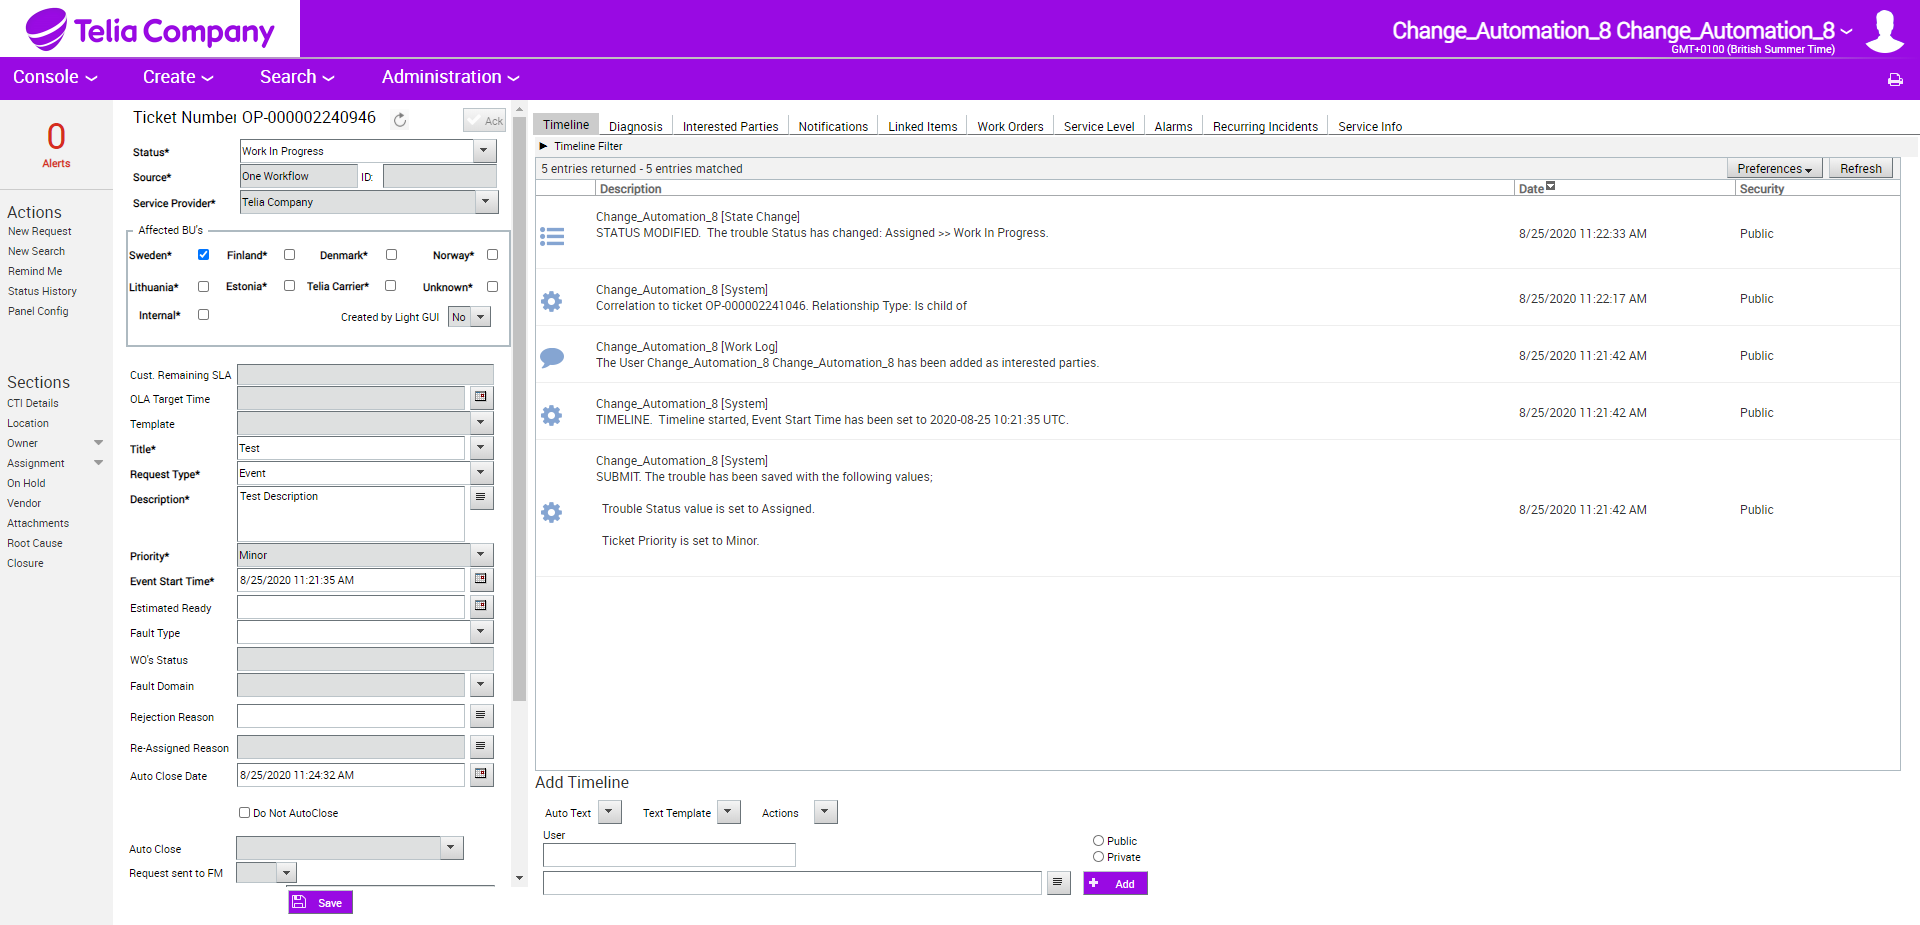 Telia Company
Change_Automation_8 Change_Automation_8
GMT+0100 (British Summer Time)
Console
Create
Search
Administration
0
Alerts
Actions
New Request
New Search
Remind Me
Status History
Panel Config
Sections
CTI Details
Location
Owner
Assignment
On Hold
Vendor
Attachments
Root Cause
Closure
Ticket Number OP-000002240946
Ack
Status*
Work In Progress
Source*
One Workflow
ID:
Service Provider*
Telia Company
Affected BU's
Sweden*
Finland*
Denmark*
Norway*
Lithuania*
Estonia*
Telia Carrier*
Unknown*
Internal*
Created by Light GUI
No
Cust. Remaining SLA
OLA Target Time
Template
Title*
Test
Request Type*
Event
Description*
Test Description
Priority*
Minor
Event Start Time*
8/25/2020 11:21:35 AM
Estimated Ready
Fault Type
WO's Status
Fault Domain
Rejection Reason
Re-Assigned Reason
Auto Close Date
8/25/2020 11:24:32 AM
Do Not AutoClose
Auto Close
Request sent to FM
Save
Timeline
Diagnosis
Interested Parties
Notifications
Linked Items
Work Orders
Service Level
Alarms
Recurring Incidents
Service Info
Timeline Filter
5 entries returned - 5 entries matched
Preferences
Refresh
Description
Date
Security
Change_Automation_8 [State Change]
STATUS MODIFIED.  The trouble Status has changed: Assigned >> Work In Progress.
8/25/2020 11:22:33 AM
Public
Change_Automation_8 [System]
Correlation to ticket OP-000002241046. Relationship Type: Is child of
8/25/2020 11:22:17 AM
Public
Change_Automation_8 [Work Log]
The User Change_Automation_8 Change_Automation_8 has been added as interested parties.
8/25/2020 11:21:42 AM
Public
Change_Automation_8 [System]
TIMELINE.  Timeline started, Event Start Time has been set to 2020-08-25 10:21:35 UTC.
8/25/2020 11:21:42 AM
Public
Change_Automation_8 [System]
SUBMIT. The trouble has been saved with the following values;
Trouble Status value is set to Assigned.
8/25/2020 11:21:42 AM
Public
Ticket Priority is set to Minor.
Add Timeline
Auto Text
Text Template
Actions
User
Public
Private
Add